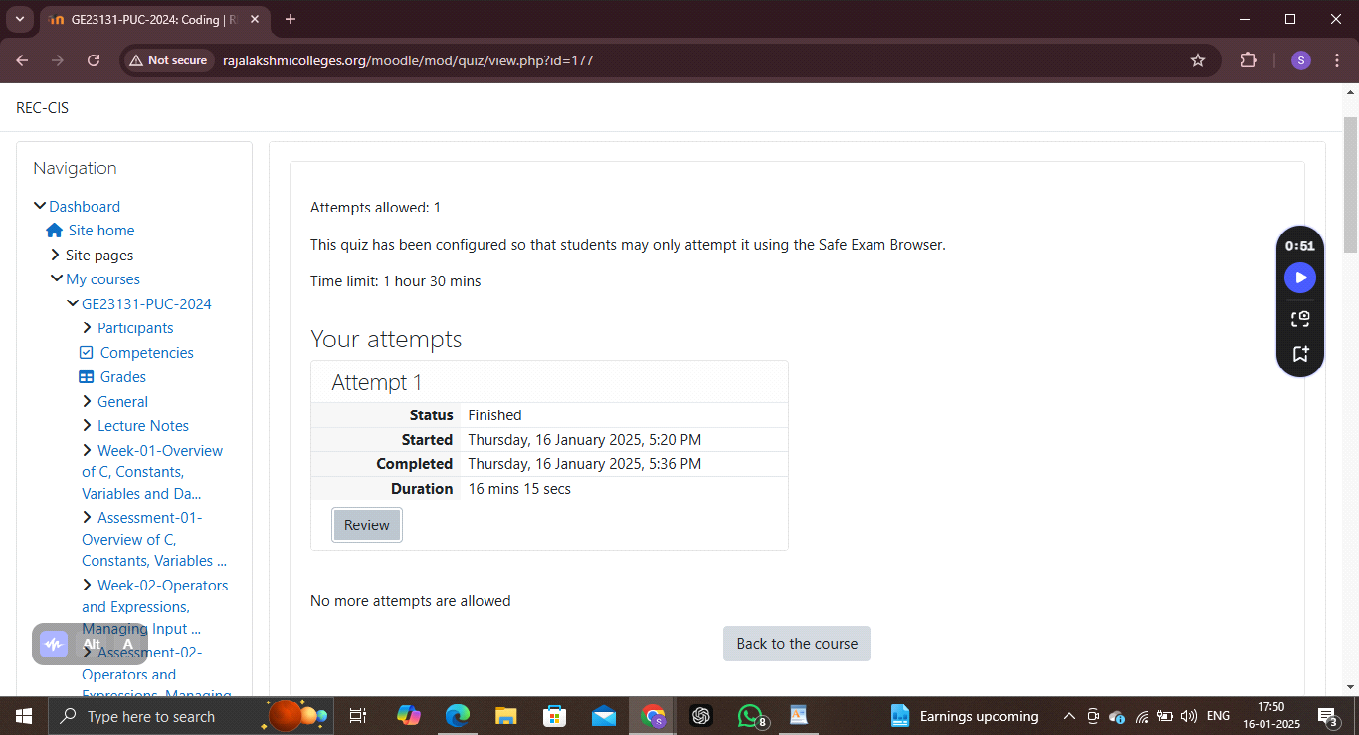 GE23131-PUC-2024: Coding | R
Not secure
rajalakshmicolleges.org/moodle/mod/quiz/view.php?id=177
S
REC-CIS
Navigation
Dashboard
Site home
Site pages
My courses
GE23131-PUC-2024
Participants
Competencies
Grades
General
Lecture Notes
Week-01-Overview
of C, Constants,
Variables and Da...
Assessment-01-
Overview of C,
Constants, Variables ...
Week-02-Operators
and Expressions,
Managing Input ...
Assessment-02-
Operators and
Expressions, Managing
Alt A
Attempts allowed: 1
This quiz has been configured so that students may only attempt it using the Safe Exam Browser.
Time limit: 1 hour 30 mins
Your attempts
Attempt 1
Status Finished
Started Thursday, 16 January 2025, 5:20 PM
Completed Thursday, 16 January 2025, 5:36 PM
Duration 16 mins 15 secs
Review
No more attempts are allowed
Back to the course
0:51
Type here to search
S
8
Earnings upcoming
ENG
17:50
16-01-2025
3